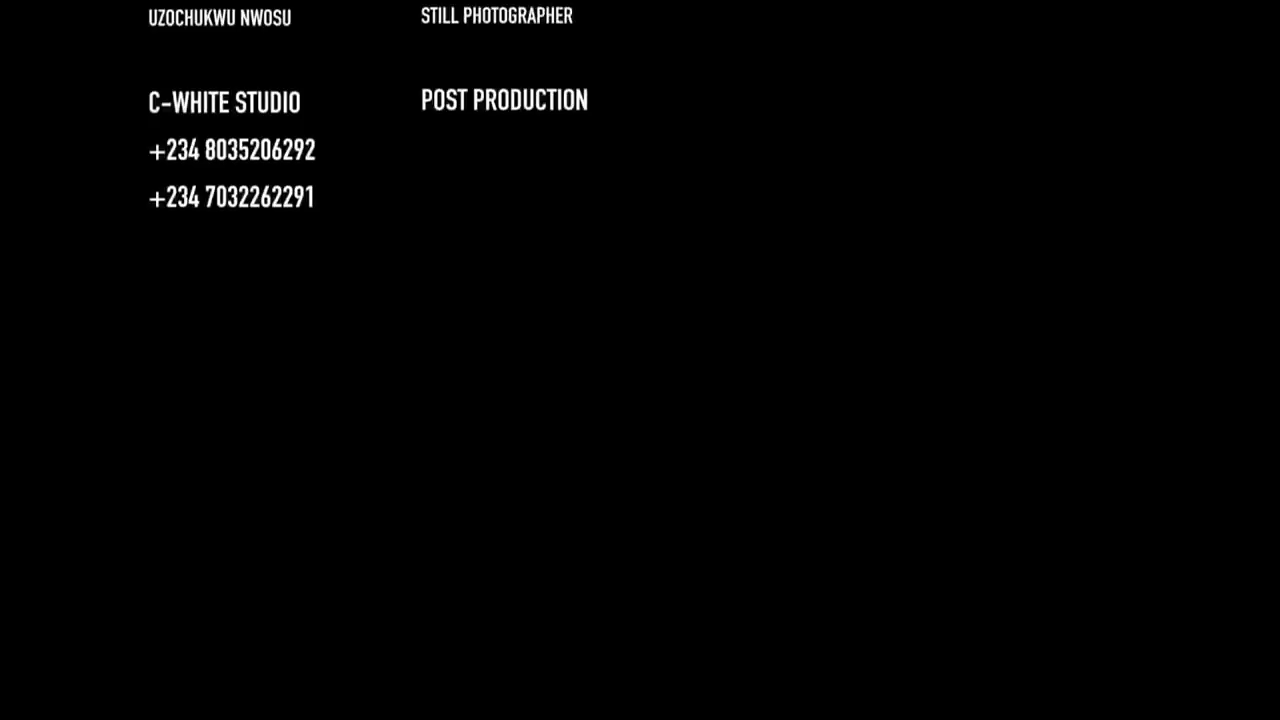 UZOCHUKWU NWOSU STILL PHOTOGRAPHER
C-WHITE STUDIO POST PRODUCTION
+234 8035206292
+234 7032262291